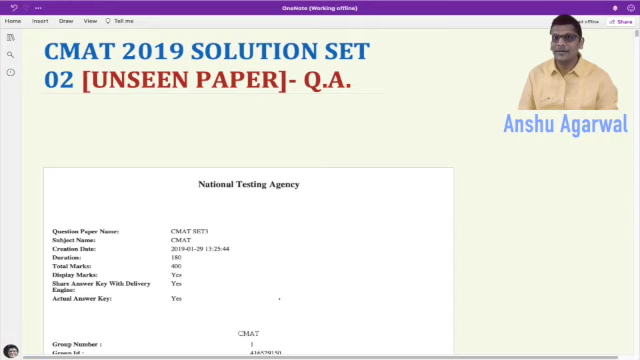 OneNote (Working offline)
Home Insert Draw View Tell me
Share
CMAT 2019 SOLUTION SET
02 [UNSEEN PAPER]- Q.A.
Anshu Agarwal
National Testing Agency
Question Paper Name: CMAT SET3
Subject Name: CMAT
Creation Date: 2019-01-29 13:25:44
Duration: 180
Total Marks: 400
Display Marks: Yes
Share Answer Key With Delivery Yes
Engine:
Actual Answer Key: Yes
CMAT
Group Number : 1
Group Id : 416529150